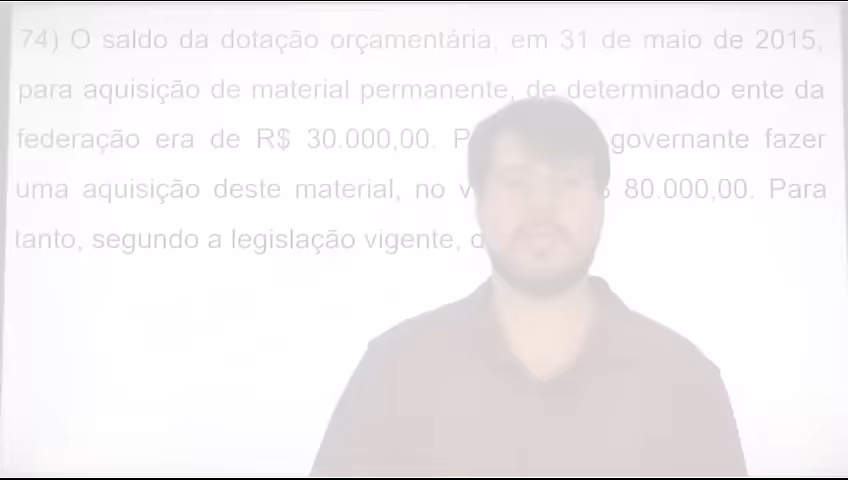 74) O saldo da dotação orçamentária, em 31 de maio de 2015,
para aquisição de material permanente, de determinado ente da
federação era de R$ 30.000,00. governante fazer
uma aquisição deste material, no 80.000,00. Para
tanto, segundo a legislação vigente,